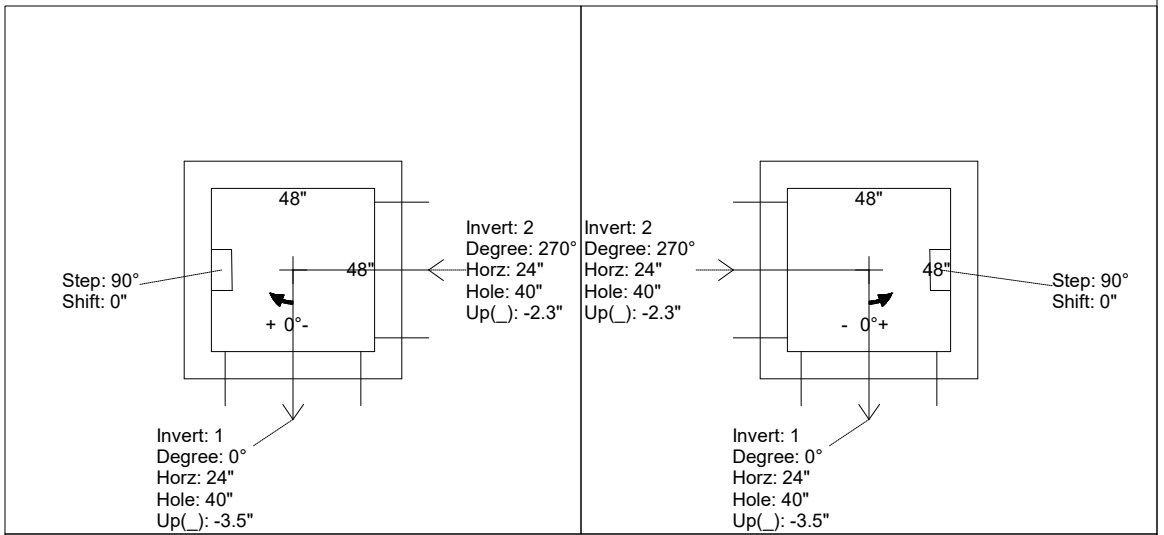 48"
48"
Step: 90°
Shift: 0"
+ 0°-
Invert: 2
Degree: 270°
Horz: 24"
Hole: 40"
Up(_): -2.3"
Invert: 1
Degree: 0°
Horz: 24"
Hole: 40"
Up(_): -3.5"
Invert: 2
Degree: 270°
Horz: 24"
Hole: 40"
Up(_): -2.3"
48"
48"
Step: 90°
Shift: 0"
- 0°+
Invert: 1
Degree: 0°
Horz: 24"
Hole: 40"
Up(_): -3.5"